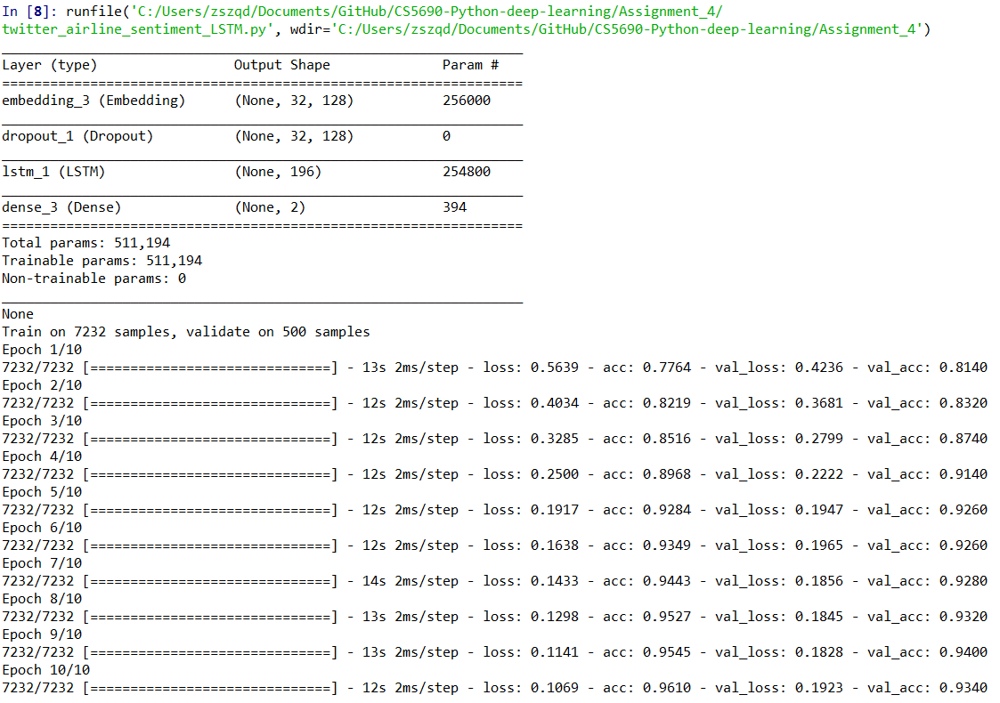 In [8]: runfile('C:/Users/zszqd/Documents/GitHub/CS5690-Python-deep-learning/Assignment_4/
twitter_airline_sentiment_LSTM.py', wdir='C:/Users/zszqd/Documents/GitHub/CS5690-Python-deep-learning/Assignment_4')
_________________________________________________________________
Layer (type)                 Output Shape              Param #
=================================================================
embedding_3 (Embedding)      (None, 32, 128)           256000
_________________________________________________________________
dropout_1 (Dropout)          (None, 32, 128)           0
_________________________________________________________________
lstm_1 (LSTM)                (None, 196)               254800
_________________________________________________________________
dense_3 (Dense)              (None, 2)                 394
=================================================================
Total params: 511,194
Trainable params: 511,194
Non-trainable params: 0
_________________________________________________________________
None
Train on 7232 samples, validate on 500 samples
Epoch 1/10
7232/7232 [==============================] - 13s 2ms/step - loss: 0.5639 - acc: 0.7764 - val_loss: 0.4236 - val_acc: 0.8140
Epoch 2/10
7232/7232 [==============================] - 12s 2ms/step - loss: 0.4034 - acc: 0.8219 - val_loss: 0.3681 - val_acc: 0.8320
Epoch 3/10
7232/7232 [==============================] - 12s 2ms/step - loss: 0.3285 - acc: 0.8516 - val_loss: 0.2799 - val_acc: 0.8740
Epoch 4/10
7232/7232 [==============================] - 12s 2ms/step - loss: 0.2500 - acc: 0.8968 - val_loss: 0.2222 - val_acc: 0.9140
Epoch 5/10
7232/7232 [==============================] - 12s 2ms/step - loss: 0.1917 - acc: 0.9284 - val_loss: 0.1947 - val_acc: 0.9260
Epoch 6/10
7232/7232 [==============================] - 12s 2ms/step - loss: 0.1638 - acc: 0.9349 - val_loss: 0.1965 - val_acc: 0.9260
Epoch 7/10
7232/7232 [==============================] - 14s 2ms/step - loss: 0.1433 - acc: 0.9443 - val_loss: 0.1856 - val_acc: 0.9280
Epoch 8/10
7232/7232 [==============================] - 13s 2ms/step - loss: 0.1298 - acc: 0.9527 - val_loss: 0.1845 - val_acc: 0.9320
Epoch 9/10
7232/7232 [==============================] - 13s 2ms/step - loss: 0.1141 - acc: 0.9545 - val_loss: 0.1828 - val_acc: 0.9400
Epoch 10/10
7232/7232 [==============================] - 12s 2ms/step - loss: 0.1069 - acc: 0.9610 - val_loss: 0.1923 - val_acc: 0.9340